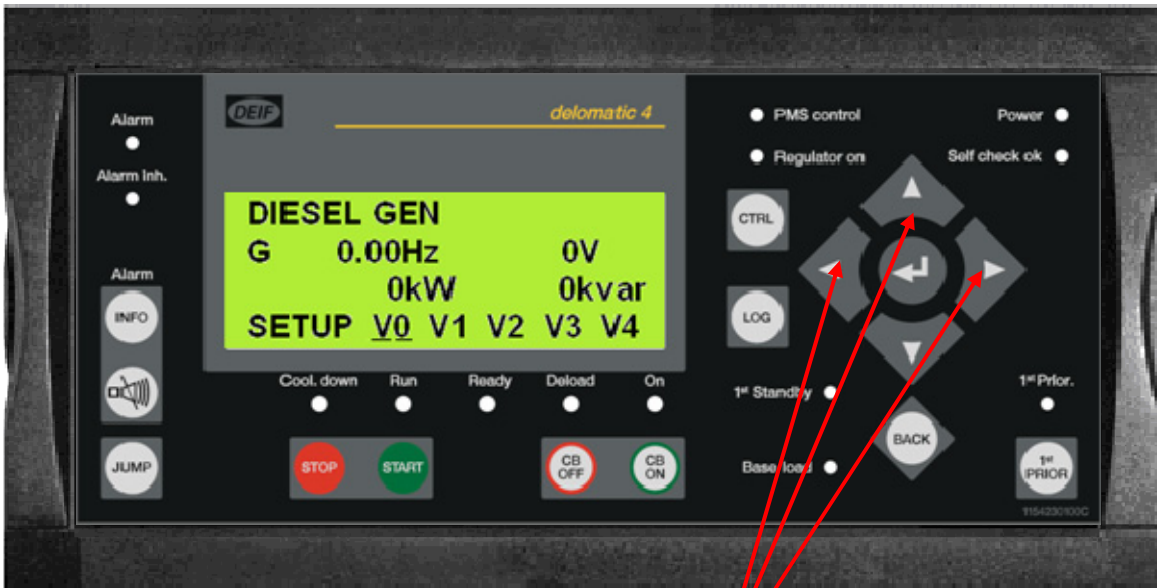 DEIF
delomatic 4
Alarm
Alarm Inh.
PMS control
Power
Regulator on
Self check ok
DIESEL GEN
G 0.00Hz 0V
0kW 0kvar
SETUP V0 V1 V2 V3 V4
CTRL
LOG
Alarm
INFO
JUMP
Cool. down
Run
Ready
Deload
On
STOP
START
CB
OFF
CB
ON
1st Standby
Base load
BACK
1st Prior.
1st
PRIOR
1154230100C